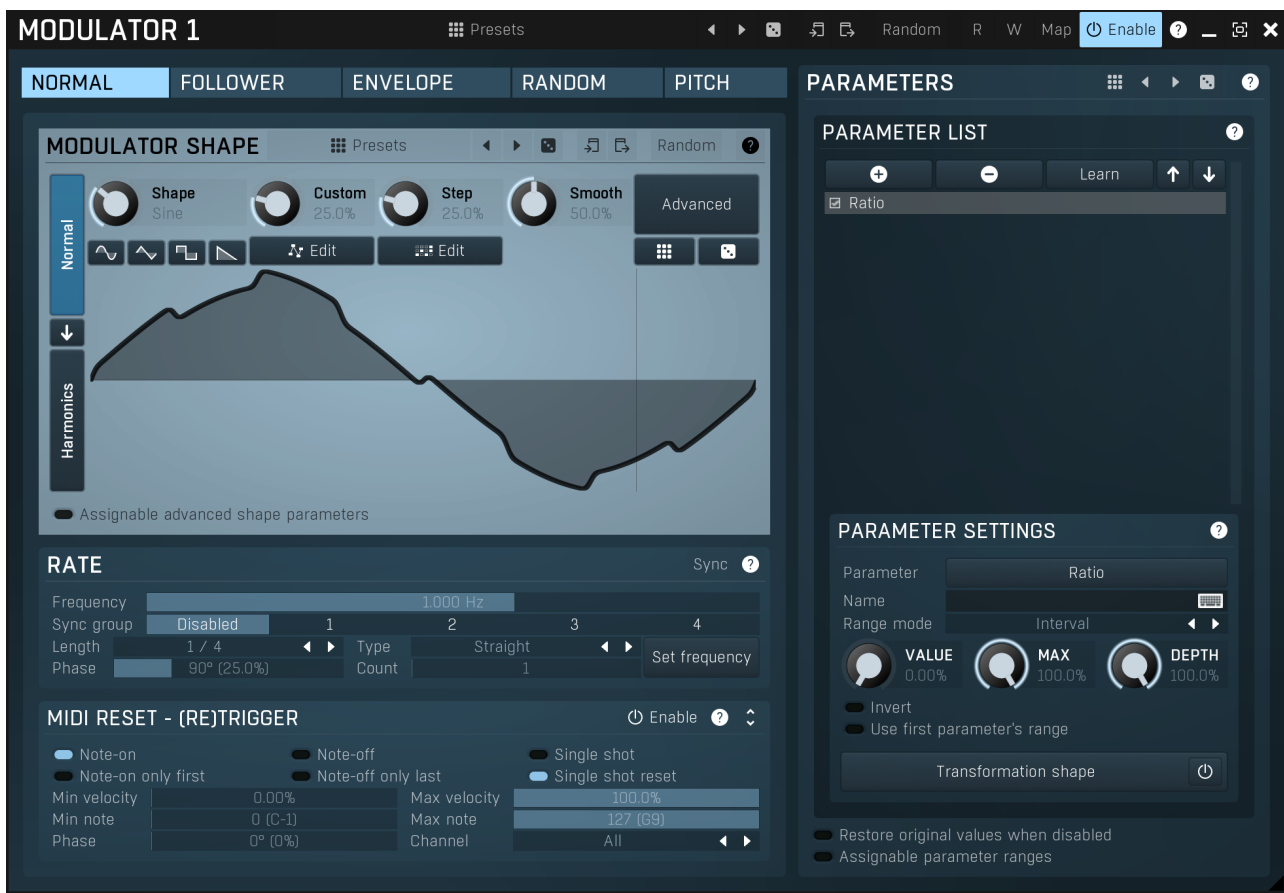 MODULATOR 1 Presets Random R W Map Enable ?
NORMAL FOLLOWER ENVELOPE RANDOM PITCH
MODULATOR SHAPE Presets Random ?
Normal
Harmonics
Shape Custom Step Smooth
Sine 25.0% 25.0% 50.0%
Advanced
Edit Edit
Assignable advanced shape parameters
RATE Sync ?
Frequency 1.000 Hz
Sync group Disabled 1 2 3 4
Length 1 / 4 Type Straight
Phase 90° (25.0%) Count 1
Set frequency
MIDI RESET - (RE)TRIGGER Enable ?
Note-on Note-off Single shot
Note-on only first Note-off only last Single shot reset
Min velocity 0.00% Max velocity 100.0%
Min note 0 (C-1) Max note 127 (G9)
Phase 0° (0%) Channel All
PARAMETERS ?
PARAMETER LIST ?
Learn
Ratio
PARAMETER SETTINGS ?
Parameter Ratio
Name
Range mode Interval
VALUE MAX DEPTH
0.00% 100.0% 100.0%
Invert
Use first parameter's range
Transformation shape
Restore original values when disabled
Assignable parameter ranges